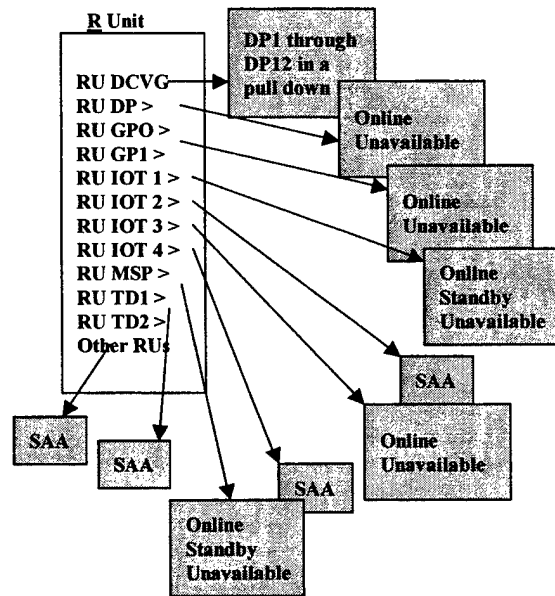 R Unit
RU DCVG
RU DP >
RU GPO >
RU GP1 >
RU IOT 1 >
RU IOT 2 >
RU IOT 3 >
RU IOT 4 >
RU MSP >
RU TD1 >
RU TD2 >
Other RUs
DP1 through
DP12 in a
pull down
Online
Unavailable
Online
Unavailable
Online
Standby
Unavailable
SAA
Online
Unavailable
SAA
SAA
SAA
Online
Standby
Unavailable